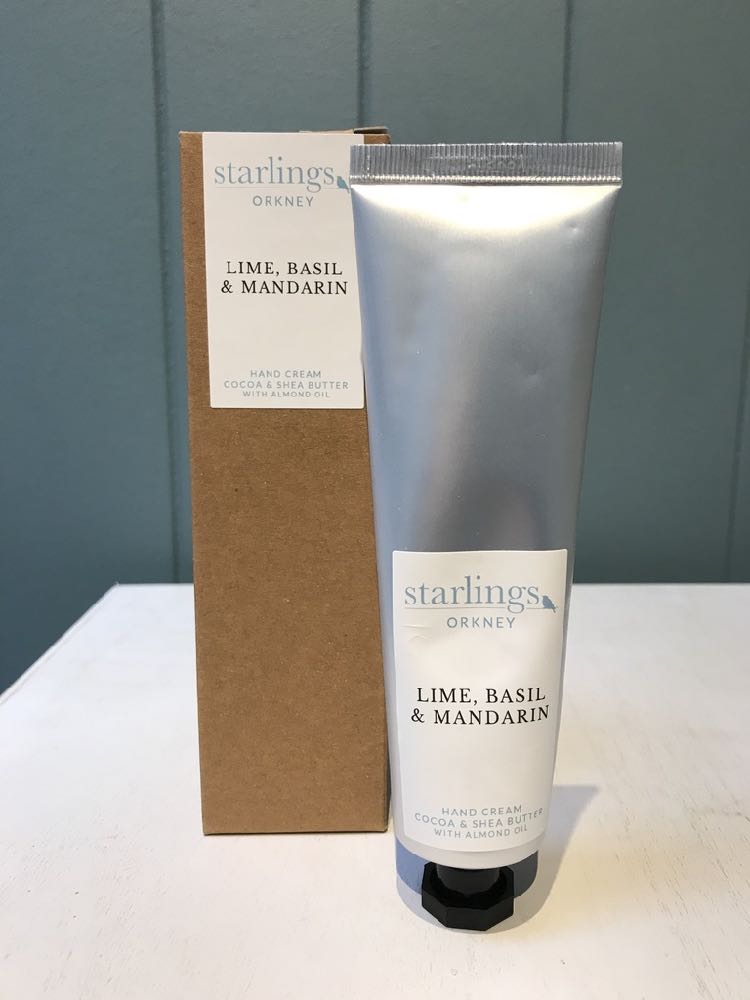 starlings
ORKNEY
LIME, BASIL
& MANDARIN
HAND CREAM
COCOA & SHEA BUTTER
WITH ALMOND OIL
starlings
ORKNEY
LIME, BASIL
& MANDARIN
HAND CREAM
COCOA & SHEA BUTTER
WITH ALMOND OIL